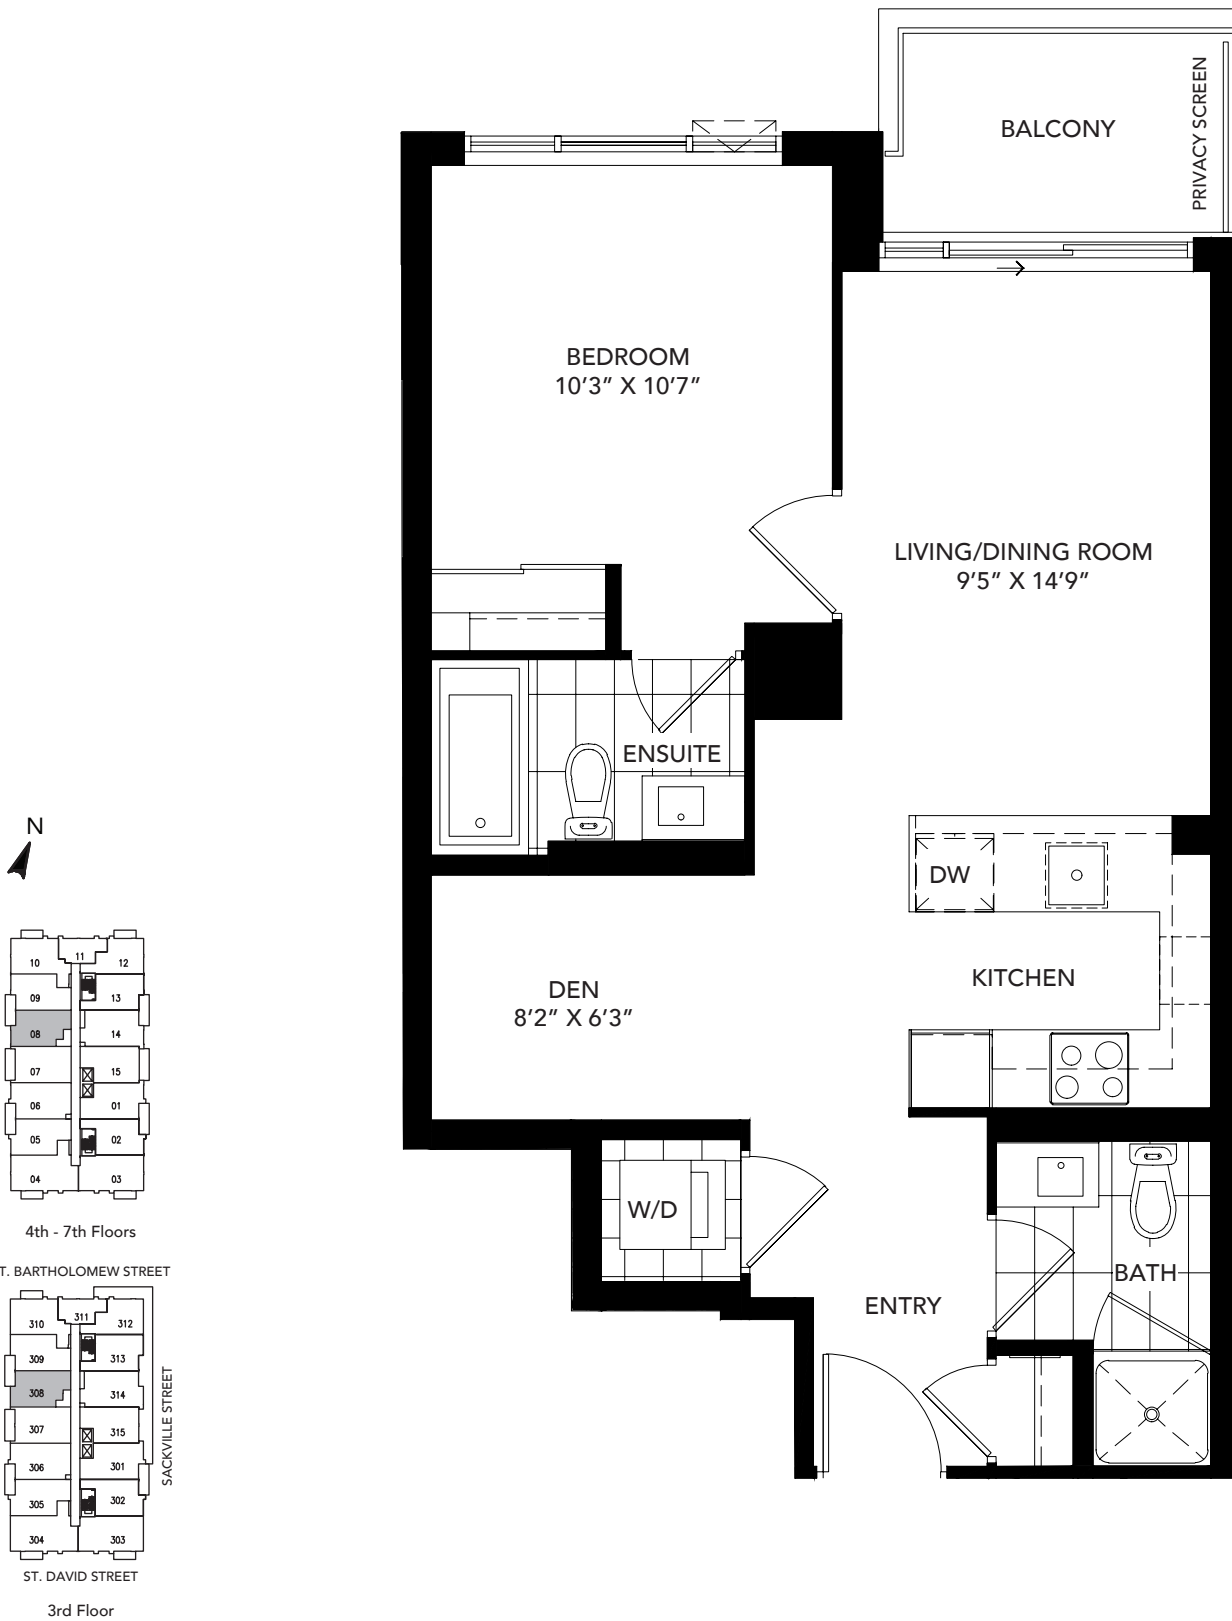 BALCONY
PRIVACY SCREEN
BEDROOM
10'3" X 10'7"
LIVING/DINING ROOM
9'5" X 14'9"
ENSUITE
DW
KITCHEN
DEN
8'2" X 6'3"
W/D
BATH
ENTRY
N
10 11 12
09 13
08 14
07 15
06 01
05 02
04 03
4th - 7th Floors
T. BARTHOLOMEW STREET
310 311 312
309 313
308 314
307 315
306 301
305 302
304 303
SACKVILLE STREET
ST. DAVID STREET
3rd Floor